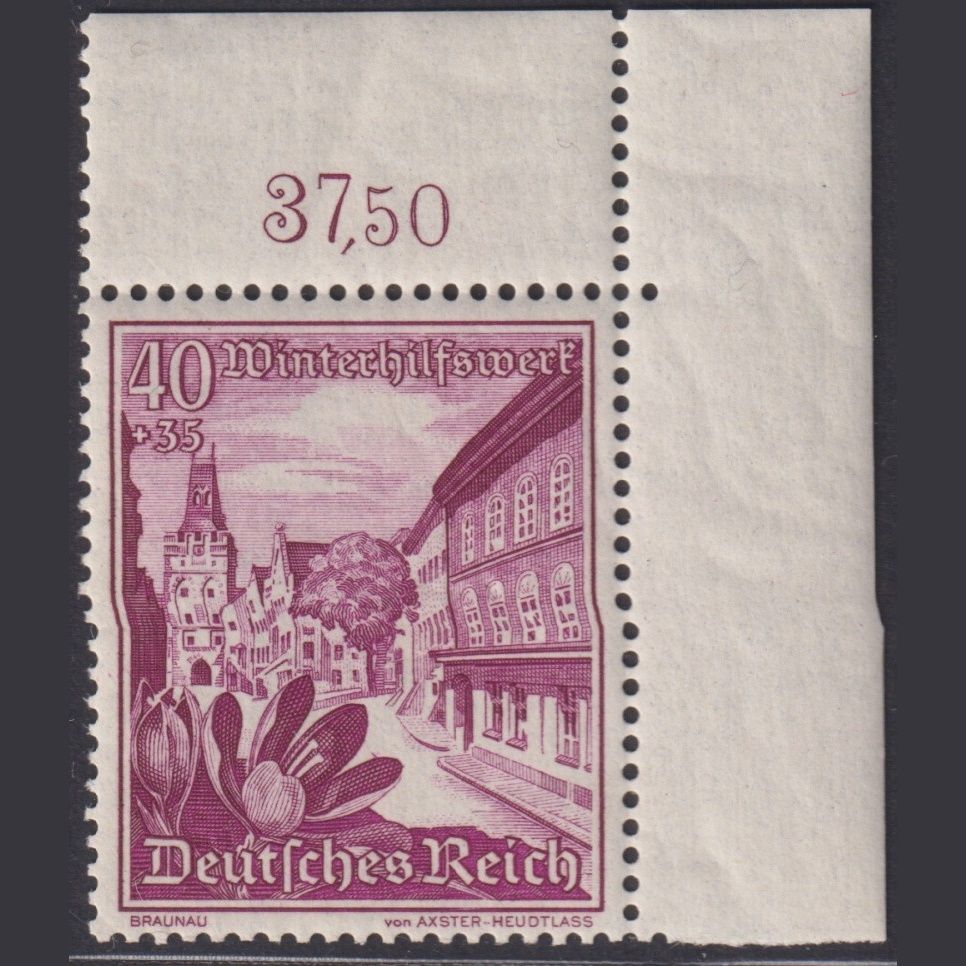 37,50
40 Winterhilfswerk
+35
Deutſches Reich
BRAUNAU von AXSTER-HEUDTLASS